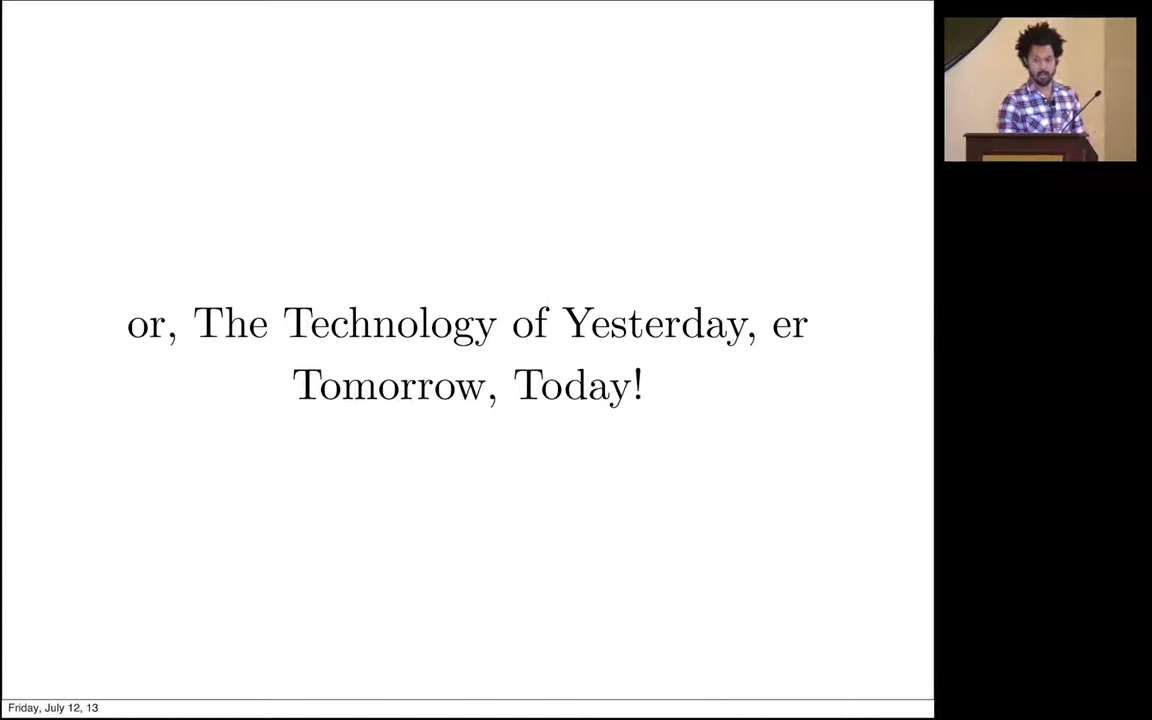 or, The Technology of Yesterday, er
Tomorrow, Today!
Friday, July 12, 13